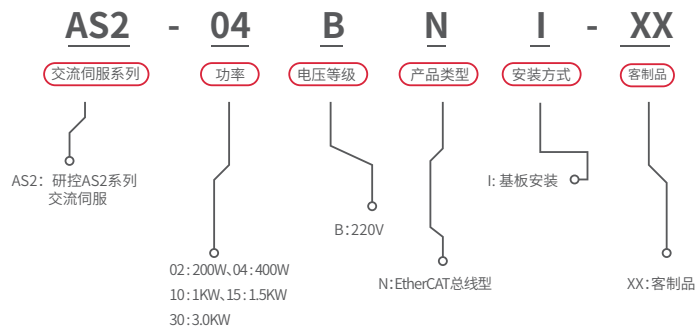 AS2 - 04 B N I - XX
交流伺服系列 功率 电压等级 产品类型 安装方式 客制品
AS2：研控AS2系列
交流伺服
I: 基板安装
B：220V
02：200W、04：400W
10：1KW、15：1.5KW
30：3.0KW
N：EtherCAT总线型
XX：客制品